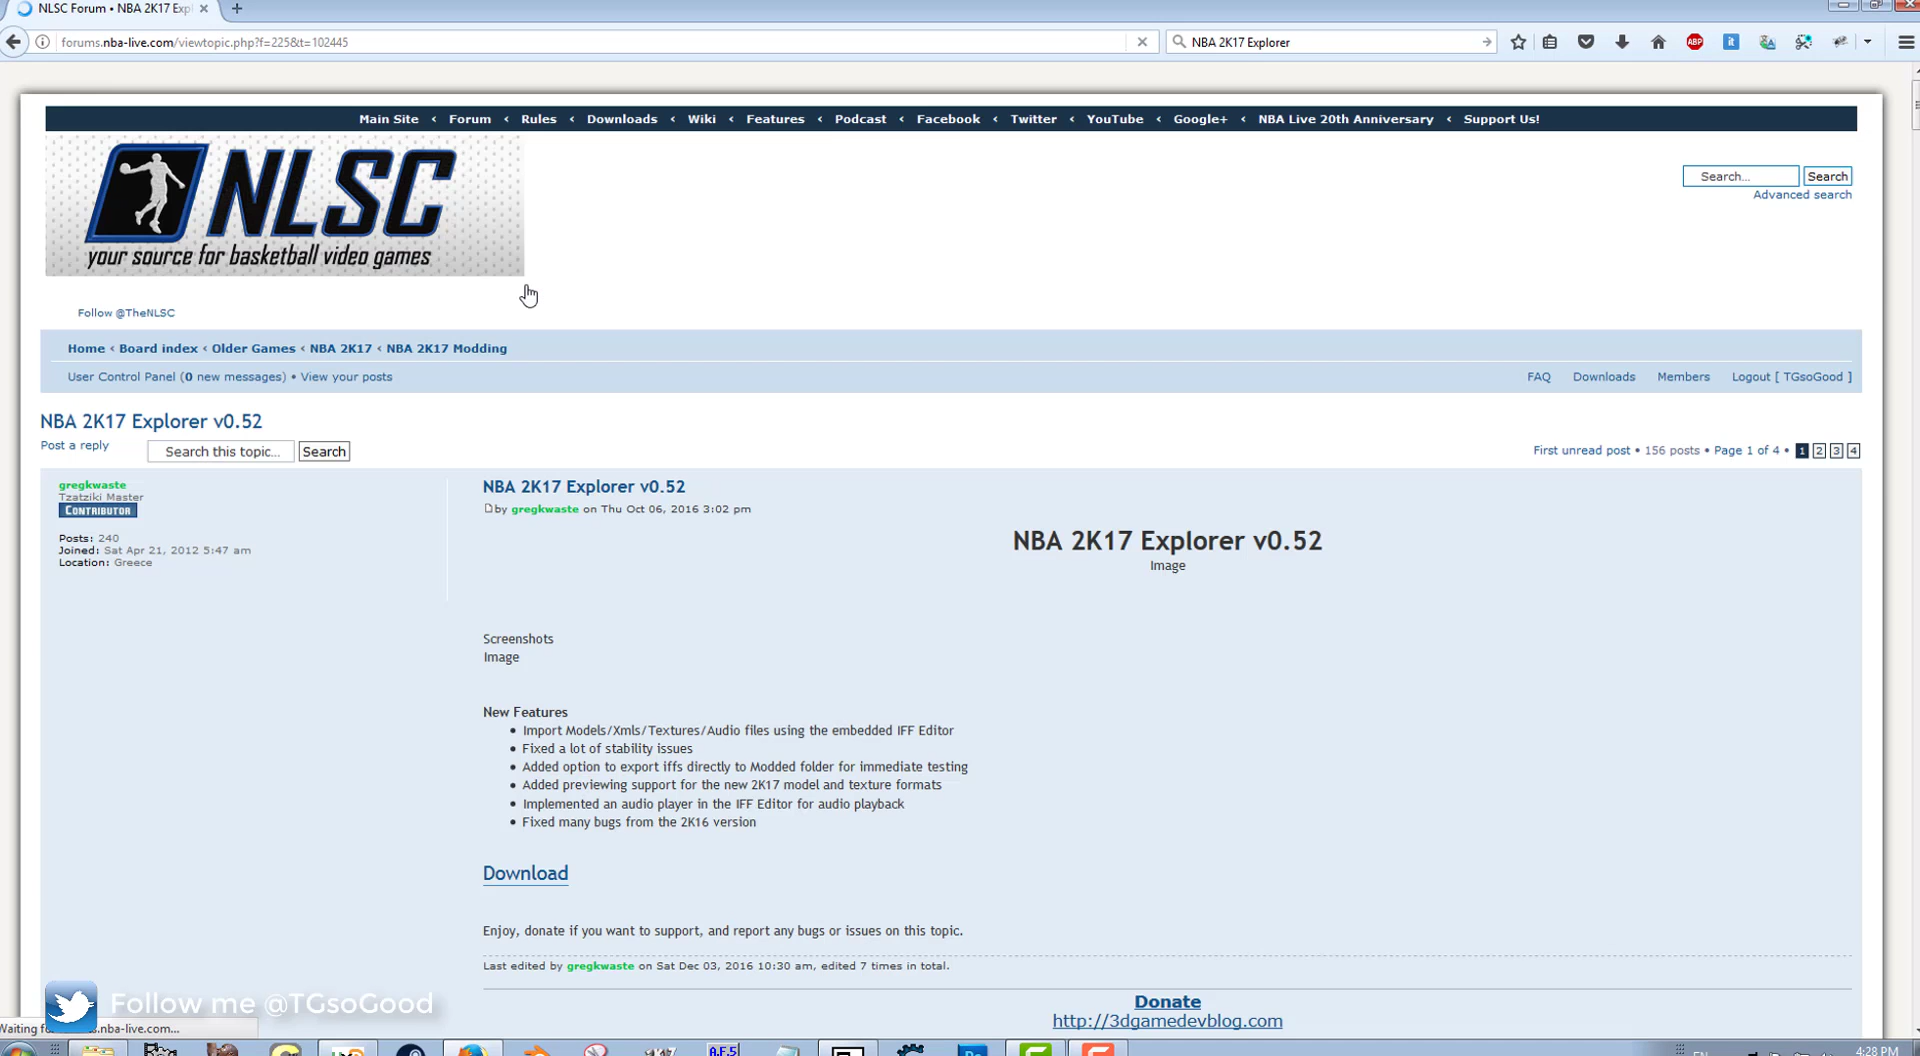 NLSC Forum • NBA 2K17 Exp
forums.nba-live.com/viewtopic.php?f=225&t=102445
NBA 2K17 Explorer
ABP
it
Main Site ‹ Forum ‹ Rules ‹ Downloads ‹ Wiki ‹ Features ‹ Podcast ‹ Facebook ‹ Twitter ‹ YouTube ‹ Google+ ‹ NBA Live 20th Anniversary ‹ Support Us!
NLSC
your source for basketball video games
Search...
Search
Advanced search
Follow @TheNLSC
Home ‹ Board index ‹ Older Games ‹ NBA 2K17 ‹ NBA 2K17 Modding
User Control Panel (0 new messages) • View your posts
FAQ Downloads Members Logout [ TGsoGood ]
NBA 2K17 Explorer v0.52
Post a reply
Search this topic...
Search
First unread post • 156 posts • Page 1 of 4 • 1 2 3 4
gregkwaste
Tzatziki Master
CONTRIBUTOR
Posts: 240
Joined: Sat Apr 21, 2012 5:47 am
Location: Greece
NBA 2K17 Explorer v0.52
by gregkwaste on Thu Oct 06, 2016 3:02 pm
NBA 2K17 Explorer v0.52
Image
Screenshots
Image
New Features
• Import Models/Xmls/Textures/Audio files using the embedded IFF Editor
• Fixed a lot of stability issues
• Added option to export iffs directly to Modded folder for immediate testing
• Added previewing support for the new 2K17 model and texture formats
• Implemented an audio player in the IFF Editor for audio playback
• Fixed many bugs from the 2K16 version
Download
Enjoy, donate if you want to support, and report any bugs or issues on this topic.
Last edited by gregkwaste on Sat Dec 03, 2016 10:30 am, edited 7 times in total.
Donate
http://3dgamedevblog.com
Follow me @TGsoGood
Waiting fo
s.nba-live.com...
A.F.5
4:28 PM